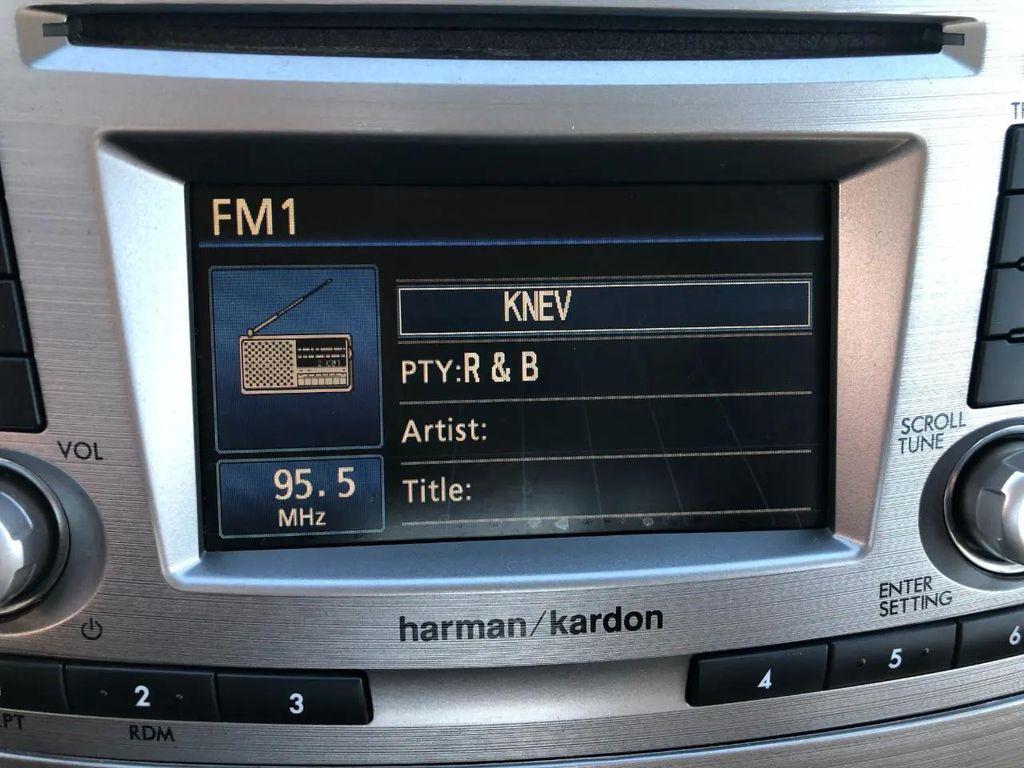 FM1
KNEV
PTY:R & B
Artist:
95.5
MHz
Title:
VOL
SCROLL
TUNE
ENTER
SETTING
harman/kardon
2
RDM
3
4
5
6